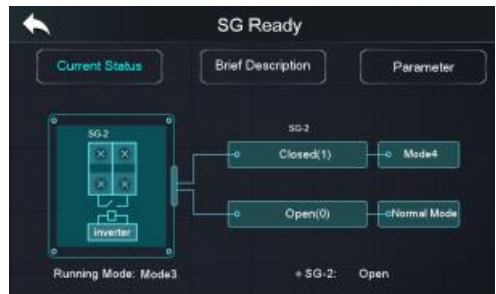 SG Ready
Current Status Brief Description Parameter
SG-2 SG-2
Closed(1) Mode4
Open(0) Normal Mode
inverter
Running Mode: Mode3 SG-2: Open